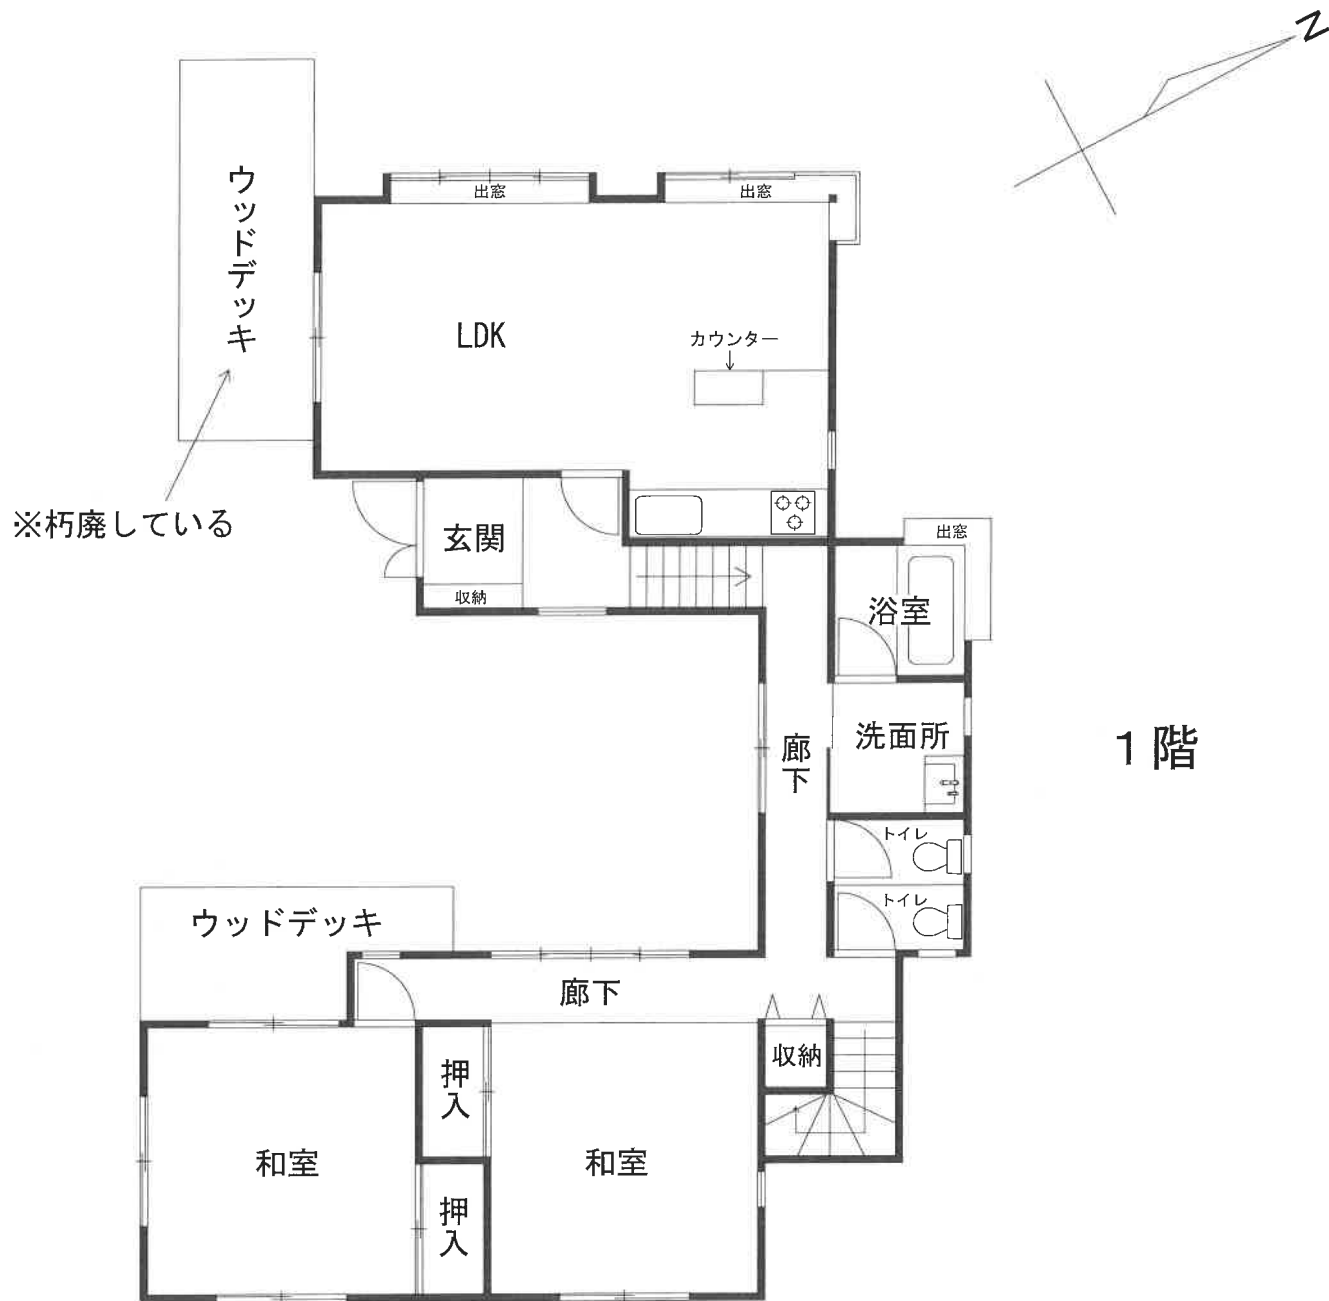 N
ウッドデッキ
出窓
出窓
LDK
カウンター
※朽廃している
玄関
収納
出窓
浴室
洗面所
廊下
1階
トイレ
トイレ
ウッドデッキ
廊下
収納
押入
和室
和室
押入